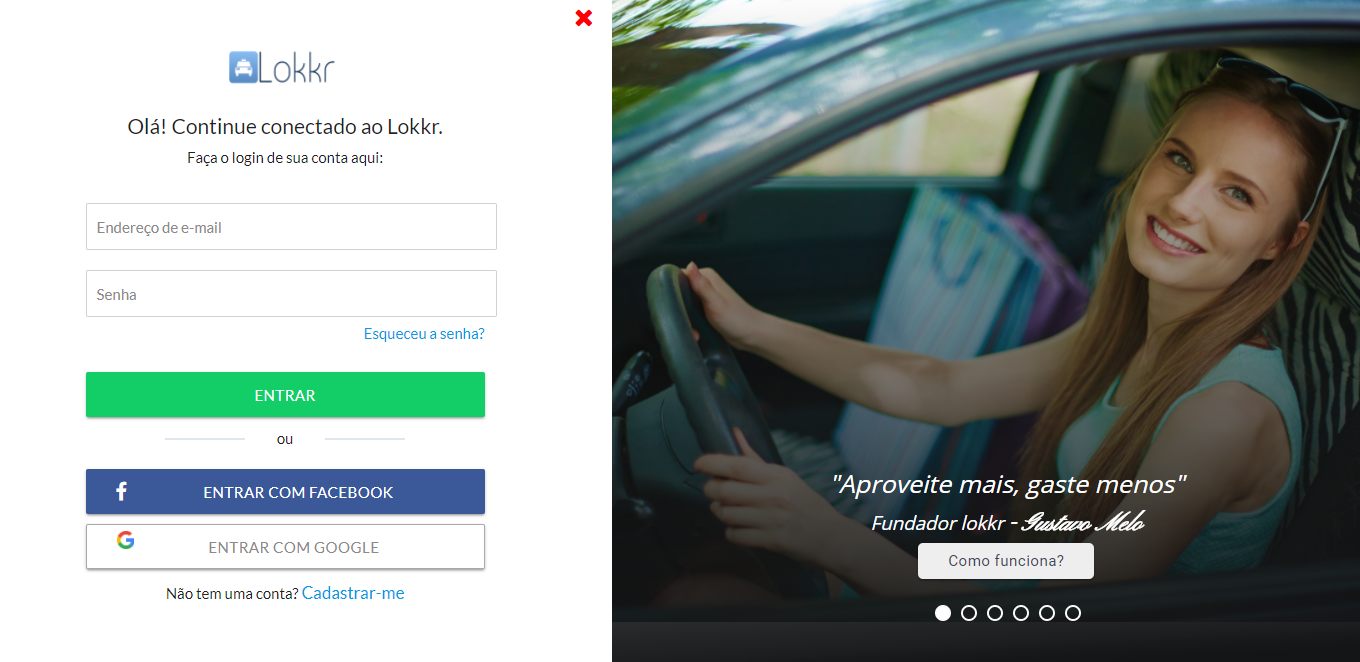 Lokkr
Olá! Continue conectado ao Lokkr.
Faça o login de sua conta aqui:
Endereço de e-mail
Senha
Esqueceu a senha?
ENTRAR
ou
ENTRAR COM FACEBOOK
ENTRAR COM GOOGLE
Não tem uma conta? Cadastrar-me
"Aproveite mais, gaste menos"
Fundador lokkr - Gustavo Melo
Como funciona?